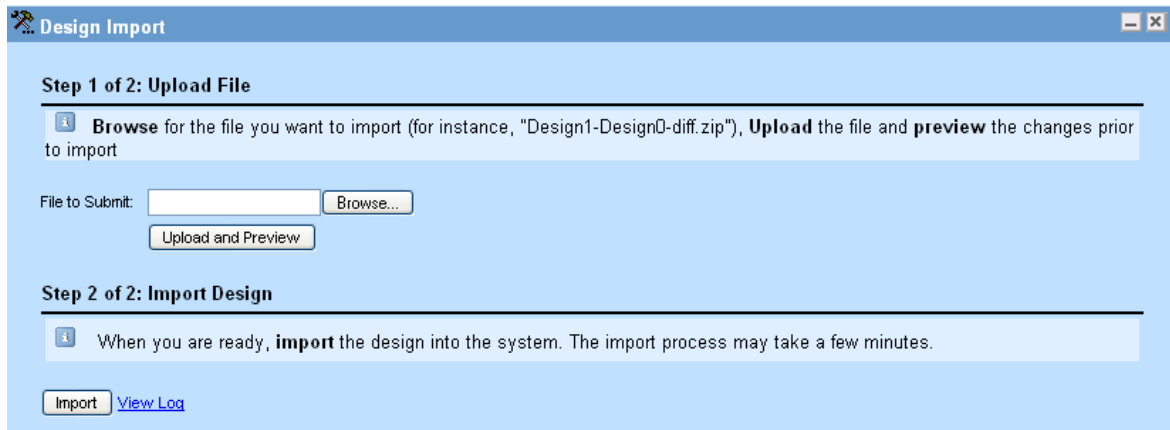 Design Import
Step 1 of 2: Upload File
Browse for the file you want to import (for instance, "Design1-Design0-diff.zip"), Upload the file and preview the changes prior
to import
File to Submit: Browse...
Upload and Preview
Step 2 of 2: Import Design
When you are ready, import the design into the system. The import process may take a few minutes.
Import View Log